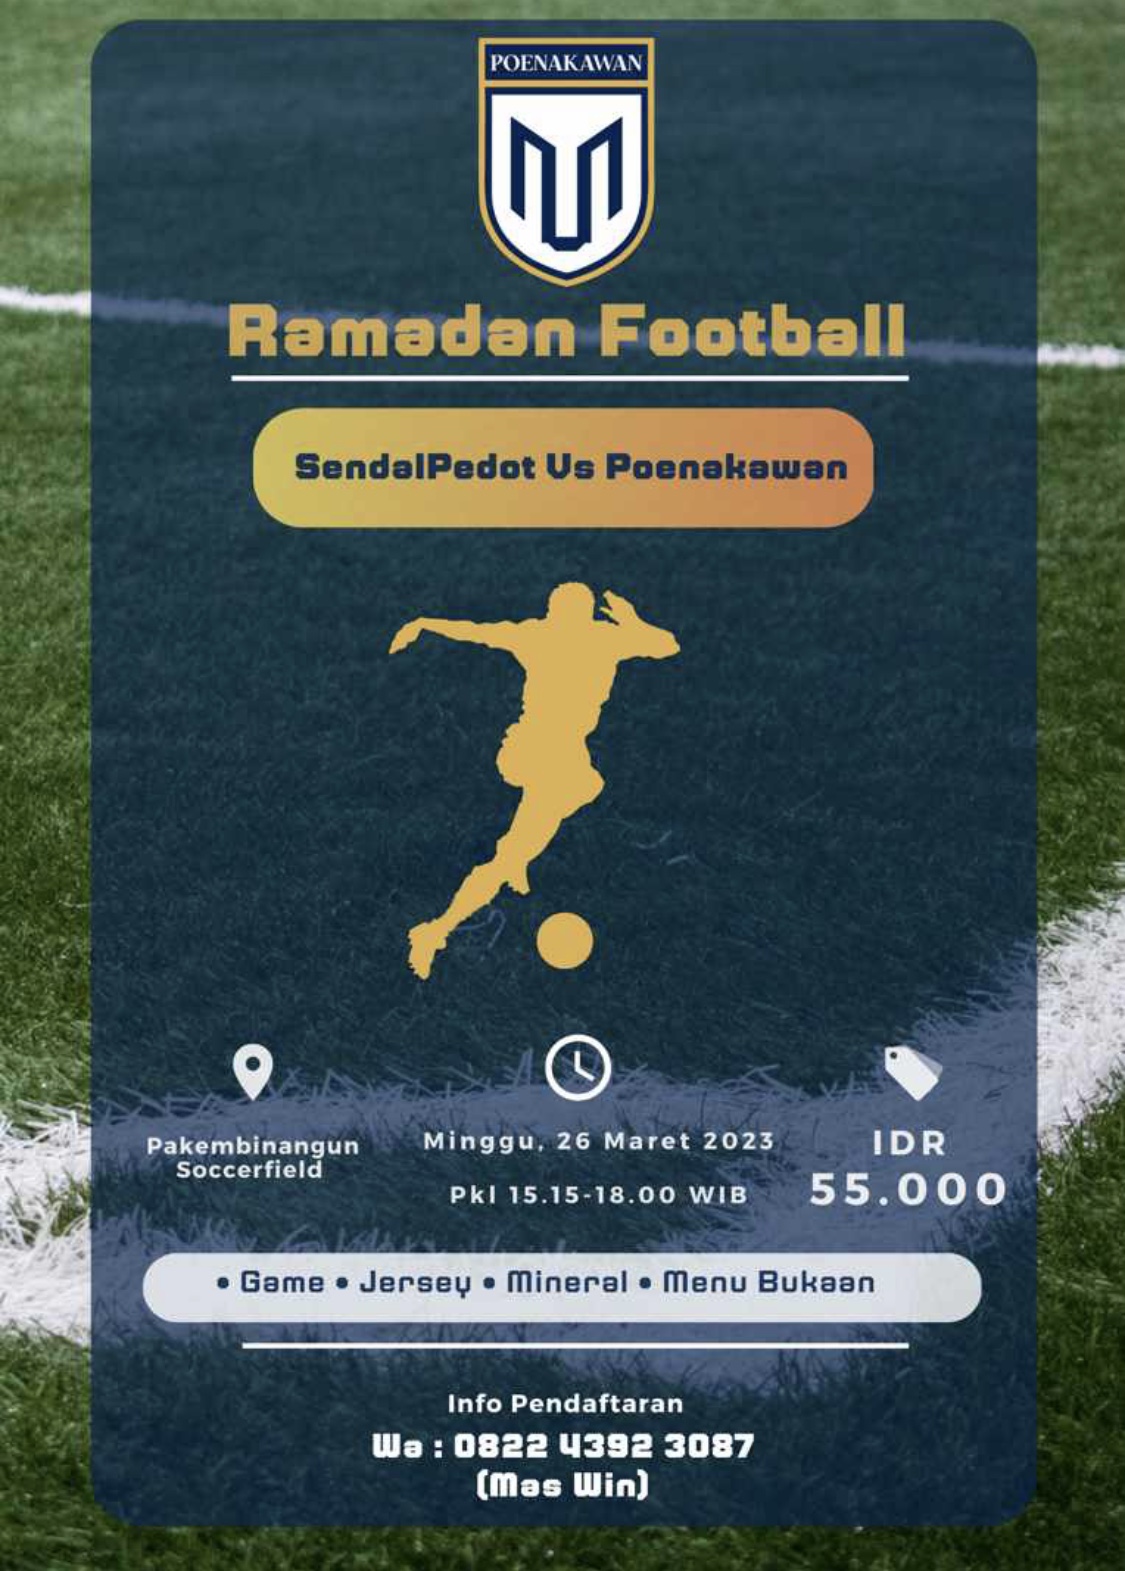 POENAKAWAN
Ramadan Football
SendalPedot Vs Poenakawan
Pakembinangun
Soccerfield
Minggu, 26 Maret 2023
Pkl 15.15-18.00 WIB
IDR
55.000
• Game • Jersey • Mineral • Menu Bukaan
Info Pendaftaran
Wa : 0822 4392 3087
(Mas Win)